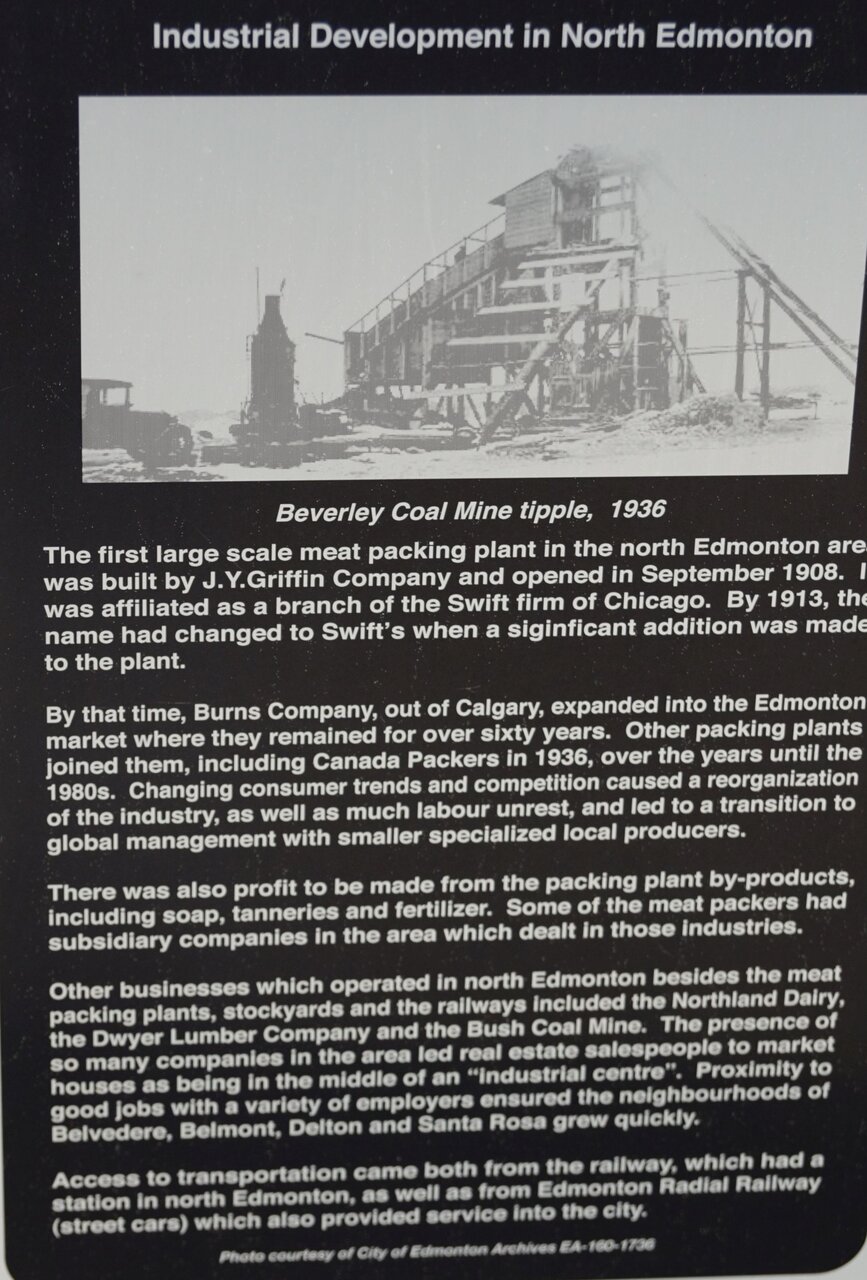 Industrial Development in North Edmonton
Beverley Coal Mine tipple, 1936
The first large scale meat packing plant in the north Edmonton are
was built by J.Y.Griffin Company and opened in September 1908. I
was affiliated as a branch of the Swift firm of Chicago. By 1913, the
name had changed to Swift's when a siginficant addition was made
to the plant.
By that time, Burns Company, out of Calgary, expanded into the Edmonton
market where they remained for over sixty years. Other packing plants
joined them, including Canada Packers in 1936, over the years until the
1980s. Changing consumer trends and competition caused a reorganization
of the industry, as well as much labour unrest, and led to a transition to
global management with smaller specialized local producers.
There was also profit to be made from the packing plant by-products,
including soap, tanneries and fertilizer. Some of the meat packers had
subsidiary companies in the area which dealt in those industries.
Other businesses which operated in north Edmonton besides the meat
packing plants, stockyards and the railways included the Northland Dairy,
the Dwyer Lumber Company and the Bush Coal Mine. The presence of
so many companies in the area led real estate salespeople to market
houses as being in the middle of an "industrial centre". Proximity to
good jobs with a variety of employers ensured the neighbourhoods of
Belvedere, Belmont, Delton and Santa Rosa grew quickly.
Access to transportation came both from the railway, which had a
station in north Edmonton, as well as from Edmonton Radial Railway
(street cars) which also provided service into the city.
Photo courtesy of City of Edmonton Archives EA-160-1736